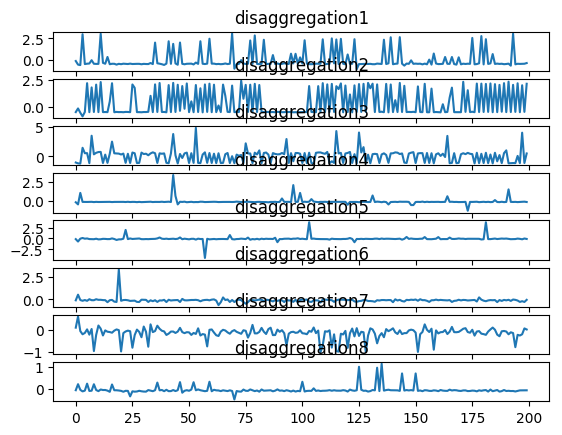 disaggregation1
2.5
0.0
disaggregation2
2.5
0.0
disaggregation3
5
0
disaggregation4
2.5
0.0
disaggregation5
2.5
0.0
−2.5
disaggregation6
2.5
0.0
disaggregation7
0
−1
disaggregation8
1
0
0 25 50 75 100 125 150 175 200